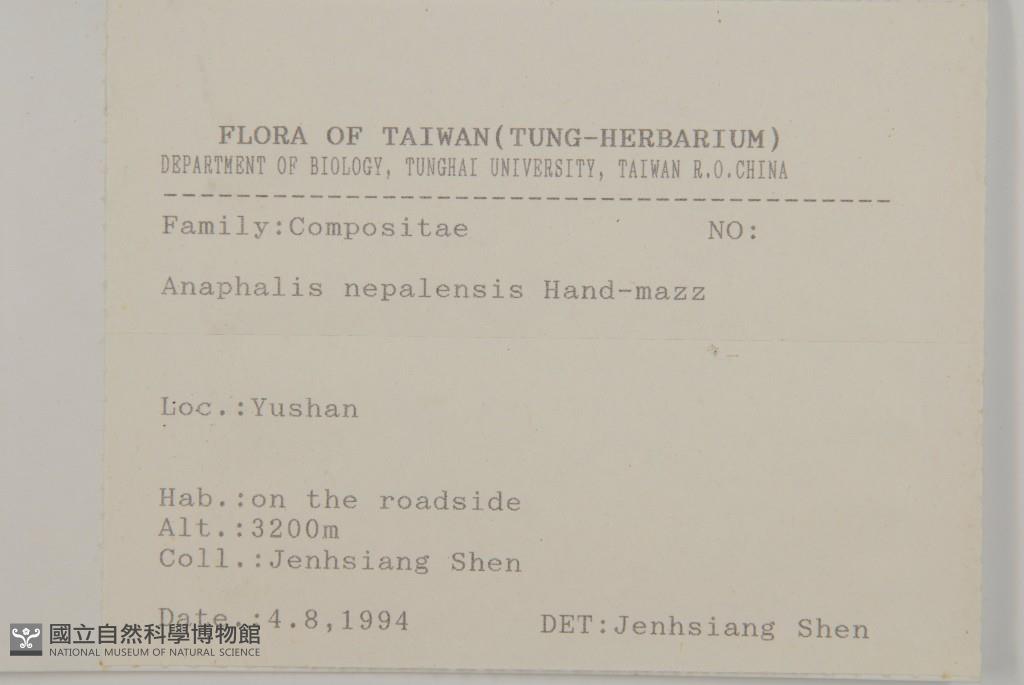 FLORA OF TAIWAN(TUNG-HERBARIUM)
DEPARTMENT OF BIOLOGY, TUNGHAI UNIVERSITY, TAIWAN R.O.CHINA
----------------------------------------
Family:Compositae NO:
Anaphalis nepalensis Hand-mazz
Loc.:Yushan
Hab.:on the roadside
Alt.:3200m
Coll.:Jenhsiang Shen
Date.:4.8,1994 DET:Jenhsiang Shen
國立自然科學博物館
NATIONAL MUSEUM OF NATURAL SCIENCE